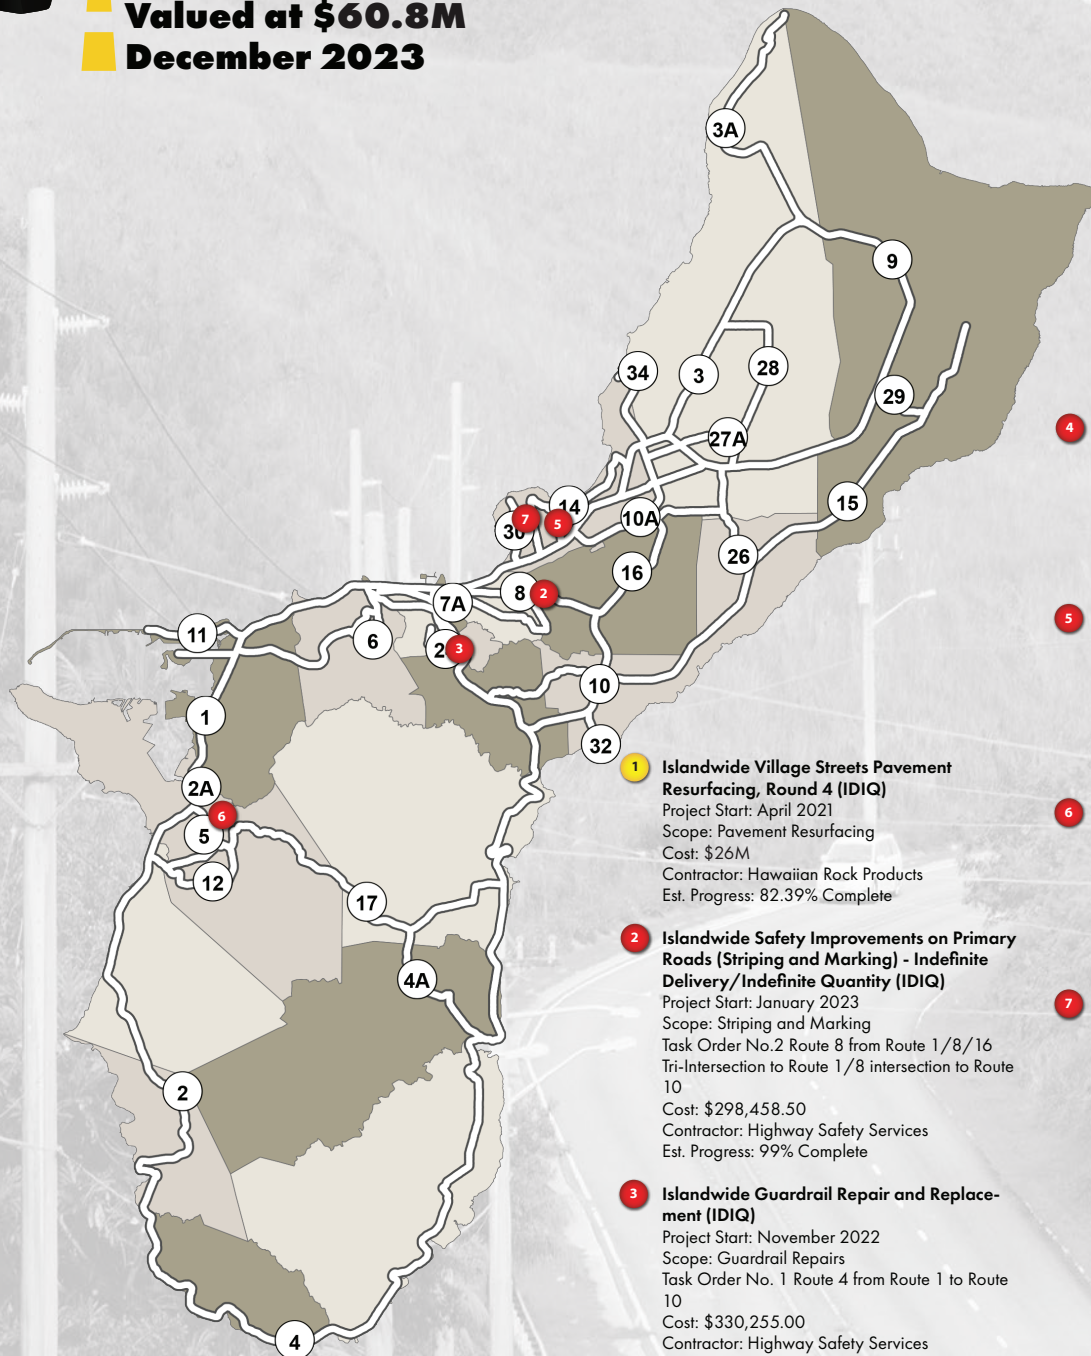 Valued at $60.8M
December 2023
3A
9
34
3
28
29
27A
4
14
7
5
30
10A
15
26
16
8
2
7A
5
11
6
3
10
1
32
2A
6
5
12
17
4A
2
4
1
Islandwide Village Streets Pavement
Resurfacing, Round 4 (IDIQ)
Project Start: April 2021
Scope: Pavement Resurfacing
Cost: $26M
Contractor: Hawaiian Rock Products
Est. Progress: 82.39% Complete
2
Islandwide Safety Improvements on Primary
Roads (Striping and Marking) - Indefinite
Delivery/Indefinite Quantity (IDIQ)
Project Start: January 2023
Scope: Striping and Marking
Task Order No.2 Route 8 from Route 1/8/16
Tri-Intersection to Route 1/8 intersection to Route
10
Cost: $298,458.50
Contractor: Highway Safety Services
Est. Progress: 99% Complete
3
Islandwide Guardrail Repair and Replace-
ment (IDIQ)
Project Start: November 2022
Scope: Guardrail Repairs
Task Order No. 1 Route 4 from Route 1 to Route
10
Cost: $330,255.00
Contractor: Highway Safety Services
6
7